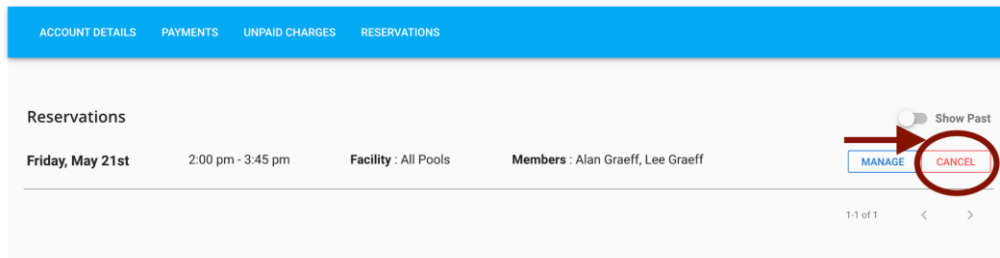 ACCOUNT DETAILS PAYMENTS UNPAID CHARGES RESERVATIONS
Reservations
Show Past
Friday, May 21st 2:00 pm - 3:45 pm Facility : All Pools Members : Alan Graeff, Lee Graeff MANAGE CANCEL
1-1 of 1